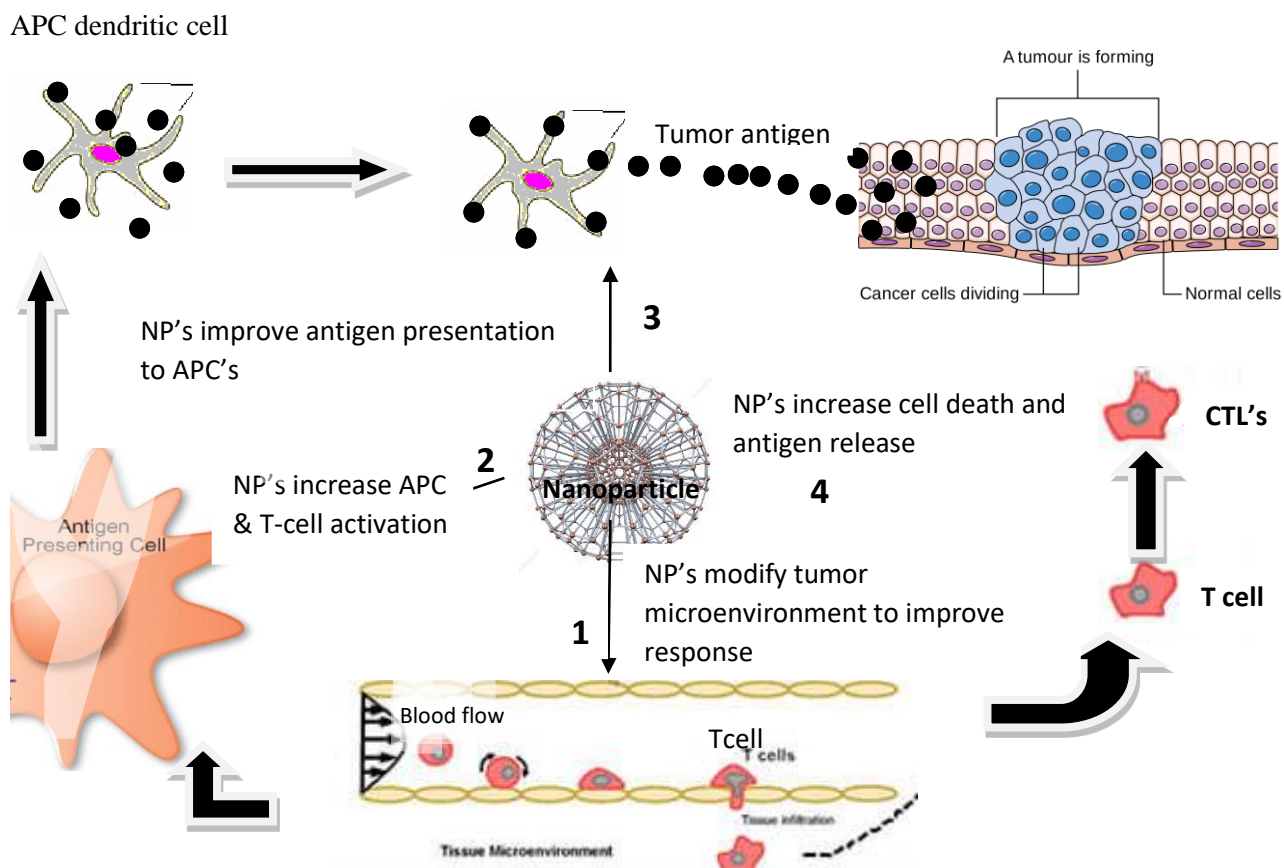 APC dendritic cell
A tumour is forming
Tumor antigen
Cancer cells dividing
Normal cells
3
NP's improve antigen presentation
to APC's
NP's increase cell death and
antigen release
4
CTL's
2
NP's increase APC
& T-cell activation
Nanoparticle
Antigen
Presenting Cell
NP's modify tumor
microenvironment to improve
response
1
T cell
Blood flow
Tcell
T cells
Tissue infiltration
Tissue Microenvironment